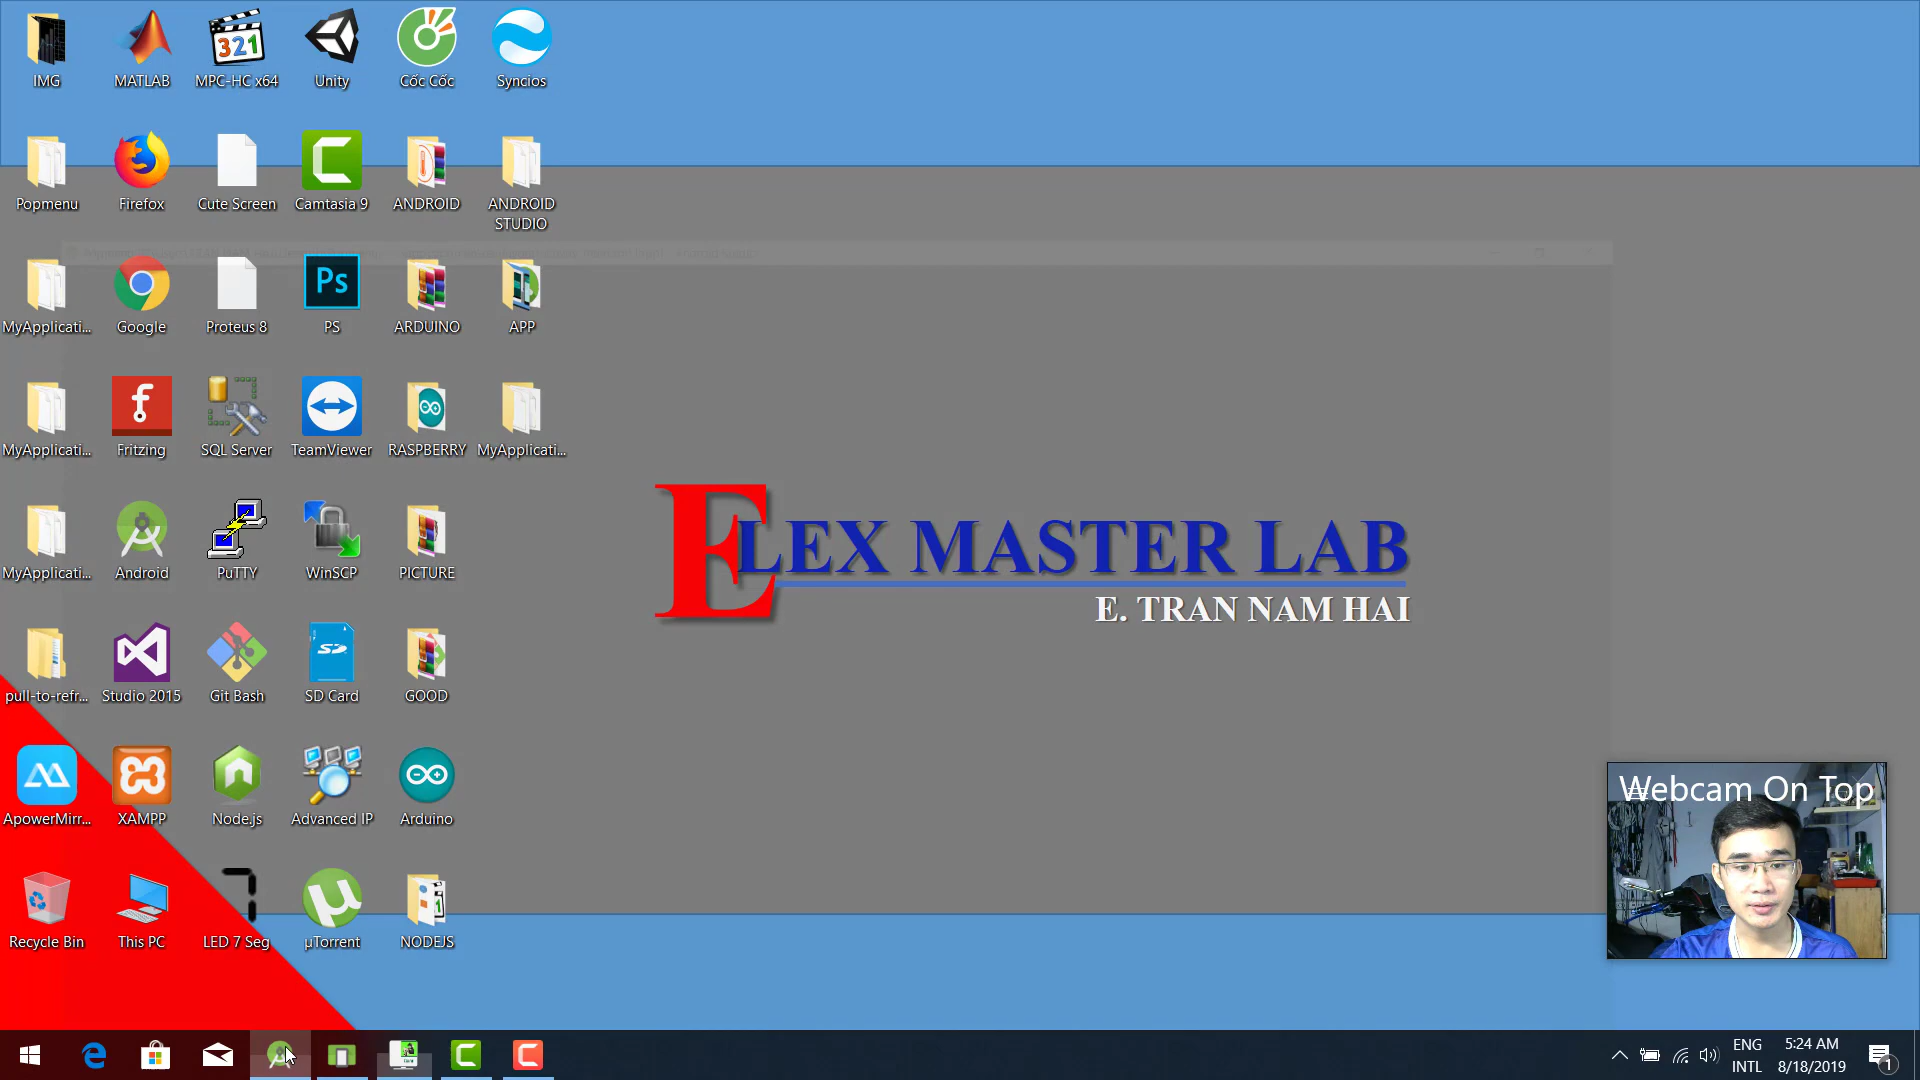 IMG
MATLAB
MPC-HC x64
Unity
Cốc Cốc
Syncios
Popmenu
Firefox
Cute Screen
Camtasia 9
ANDROID
ANDROID
STUDIO
MyApplicati...
Google
Proteus 8
Ps
PS
ARDUINO
APP
MyApplicati...
Fritzing
SQL Server
TeamViewer
RASPBERRY
MyApplicati...
MyApplicati...
Android
PuTTY
WinSCP
PICTURE
pull-to-refr...
Studio 2015
Git Bash
SD Card
GOOD
ApowerMirr...
XAMPP
Node.js
Advanced IP
Arduino
Recycle Bin
This PC
LED 7 Seg
µTorrent
NODEJS
ELEX MASTER LAB
E. TRAN NAM HAI
Webcam On Top
ENG
INTL
5:24 AM
8/18/2019
1